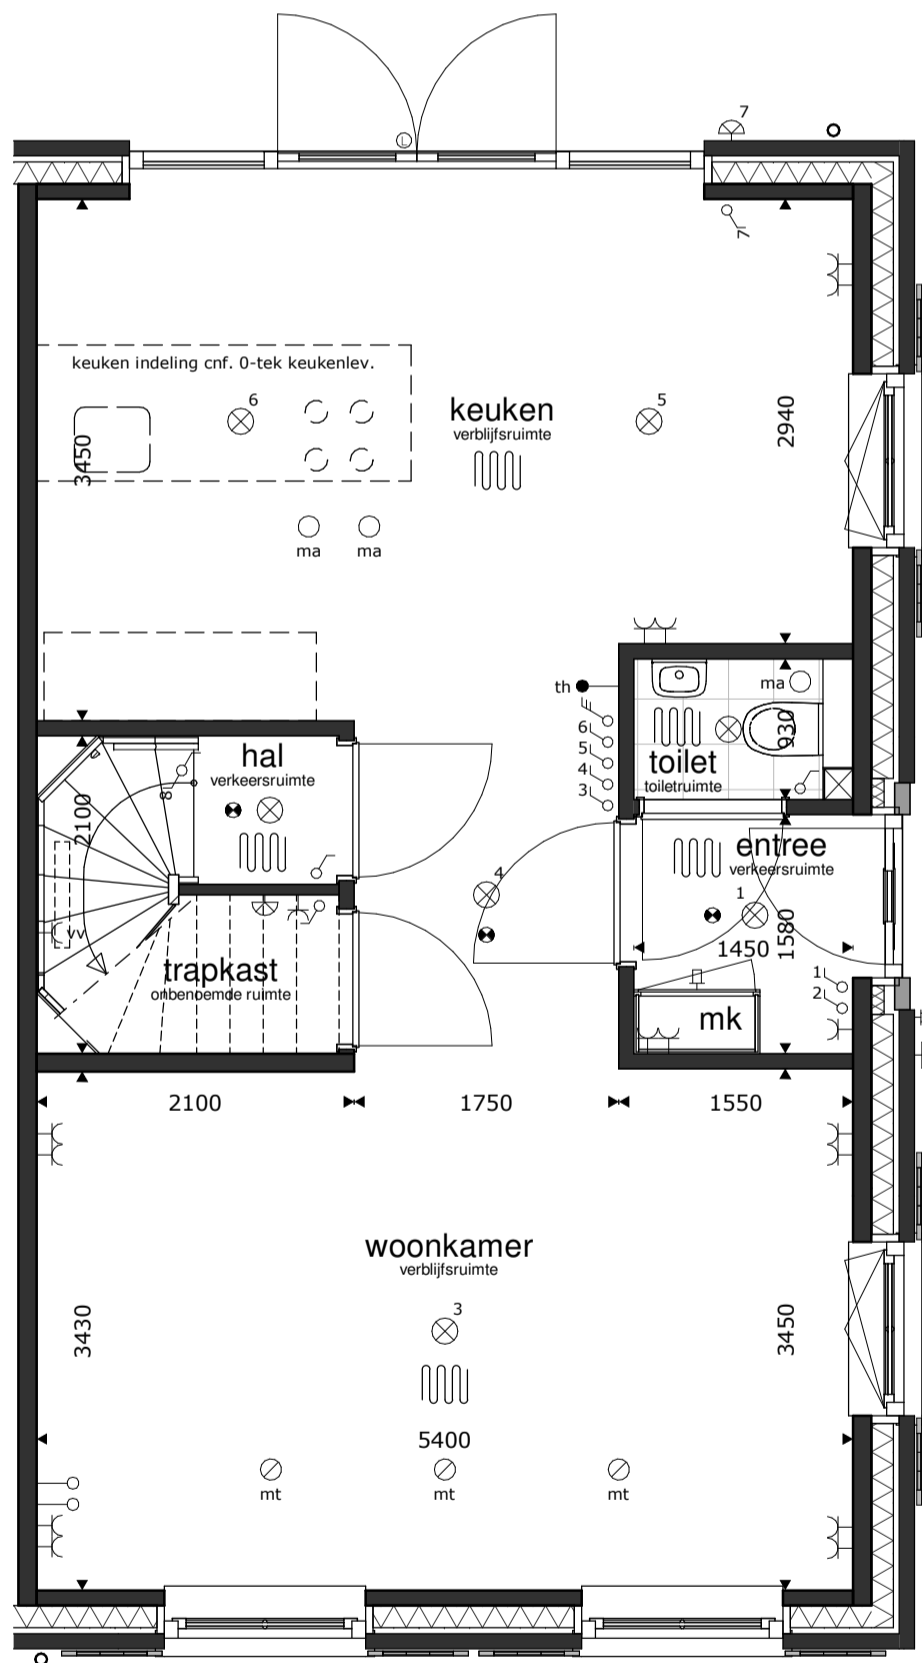 7
L
7
keuken indeling cnf. 0-tek keukenlev.
6
5
keuken
verblijfsruimte
3450
2940
ma
ma
th
ma
6
5
4
3
930
toilet
toiletruimte
hal
verkeersruimte
8
2100
entree
verkeersruimte
4
1
1580
1450
vv
trapkast
onbenoemde ruimte
1
2
mk
2100
1750
1550
woonkamer
verblijfsruimte
3
3430
3450
5400
mt
mt
mt